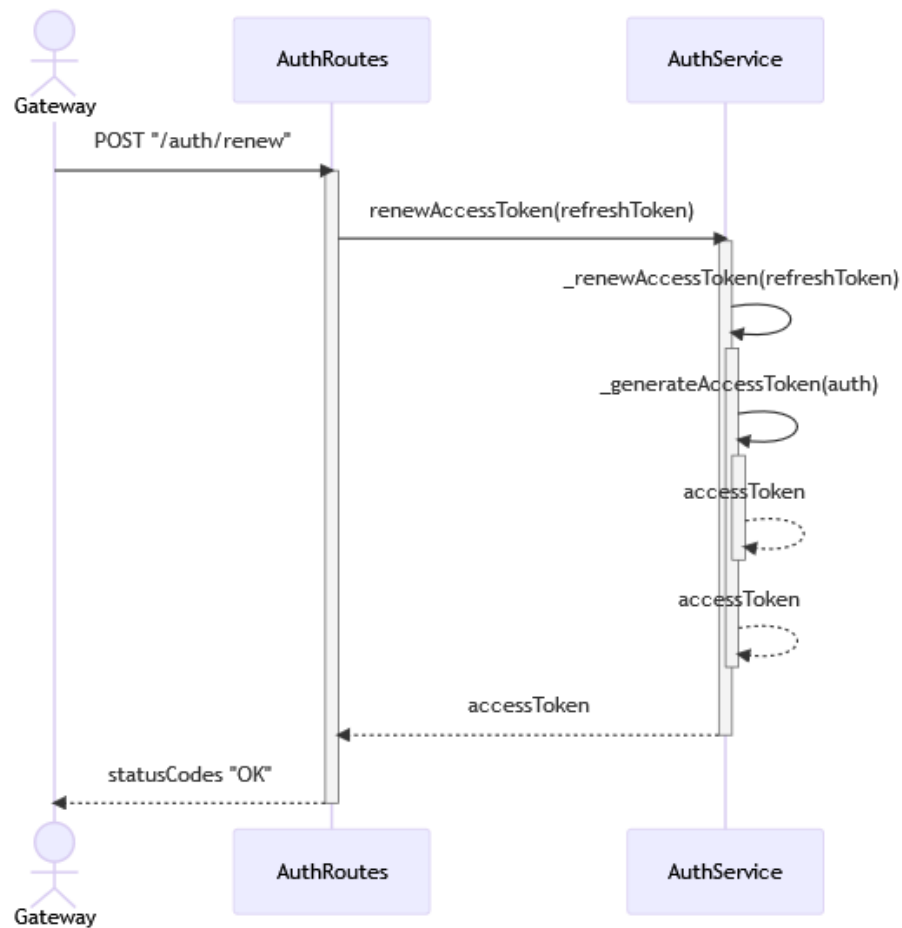 AuthRoutes
AuthService
Gateway
POST "/auth/renew"
renewAccessToken(refreshToken)
_renewAccessToken(refreshToken)
_generateAccessToken(auth)
accessToken
accessToken
accessToken
statusCodes "OK"
AuthRoutes
AuthService
Gateway